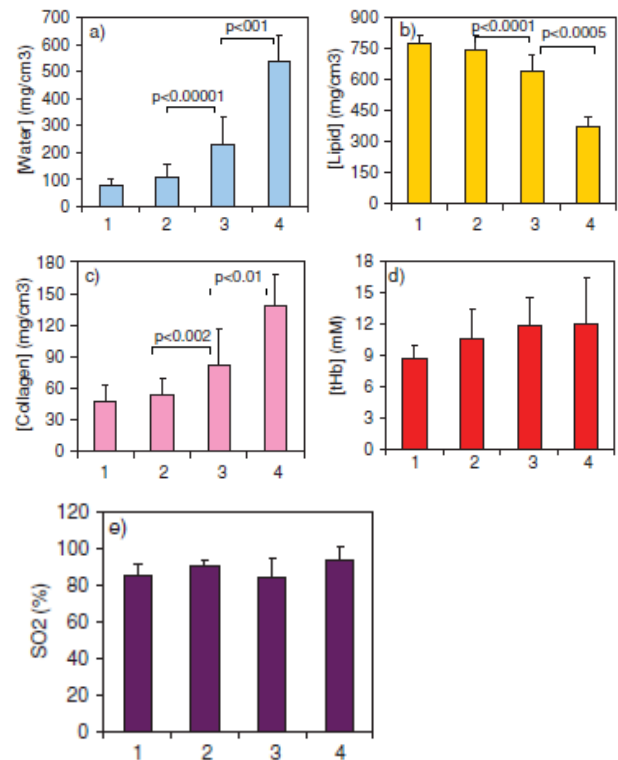 a)
p<001
p<0.00001
[Water] (mg/cm3)
700
600
500
400
300
200
100
0
1 2 3 4
b)
p<0.0001
p<0.0005
[Lipid] (mg/cm3)
900
750
600
450
300
150
0
1 2 3 4
c)
p<0.01
p<0.002
[Collagen] (mg/cm3)
180
150
120
90
60
30
0
1 2 3 4
d)
[tHb] (mM)
18
15
12
9
6
3
0
1 2 3 4
e)
SO2 (%)
120
100
80
60
40
20
0
1 2 3 4